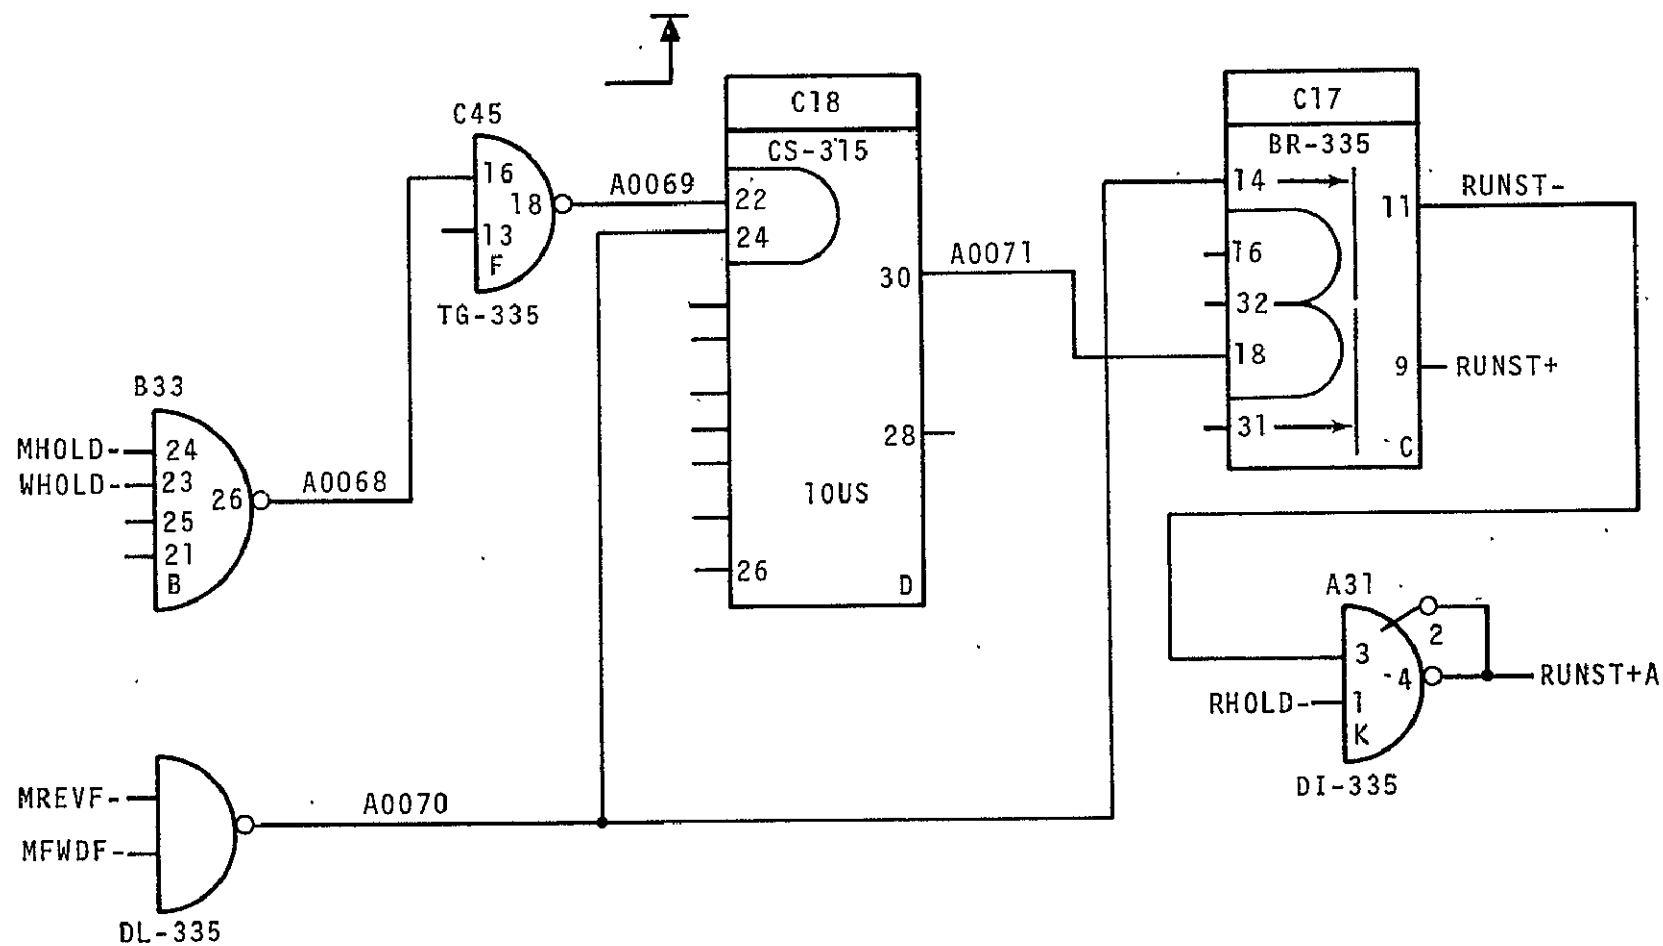 C45
16
18
13
F
TG-335
A0069
C18
CS-315
22
24
30
28
10US
26
D
A0071
C17
BR-335
14
16
32
18
31
11
9
C
RUNST-
RUNST+
B33
MHOLD-
WHOLD-
24
23
25
21
B
26
A0068
A31
3
1
K
2
-4
RHOLD-
RUNST+A
DI-335
MREVF-
MFWDF-
A0070
DL-335